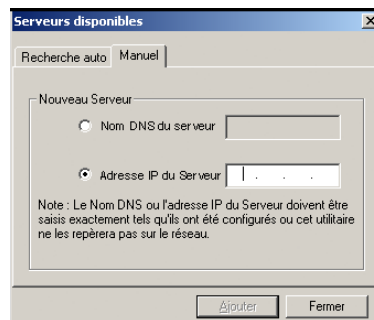 Serveurs disponibles
Recherche auto
Manuel
Nouveau Serveur
Nom DNS du serveur
Adresse IP du Serveur
. . .
Note : Le Nom DNS ou l'adresse IP du Serveur doivent être
saisis exactement tels qu'ils ont été configurés ou cet utilitaire
ne les repèrera pas sur le réseau.
Ajouter
Fermer